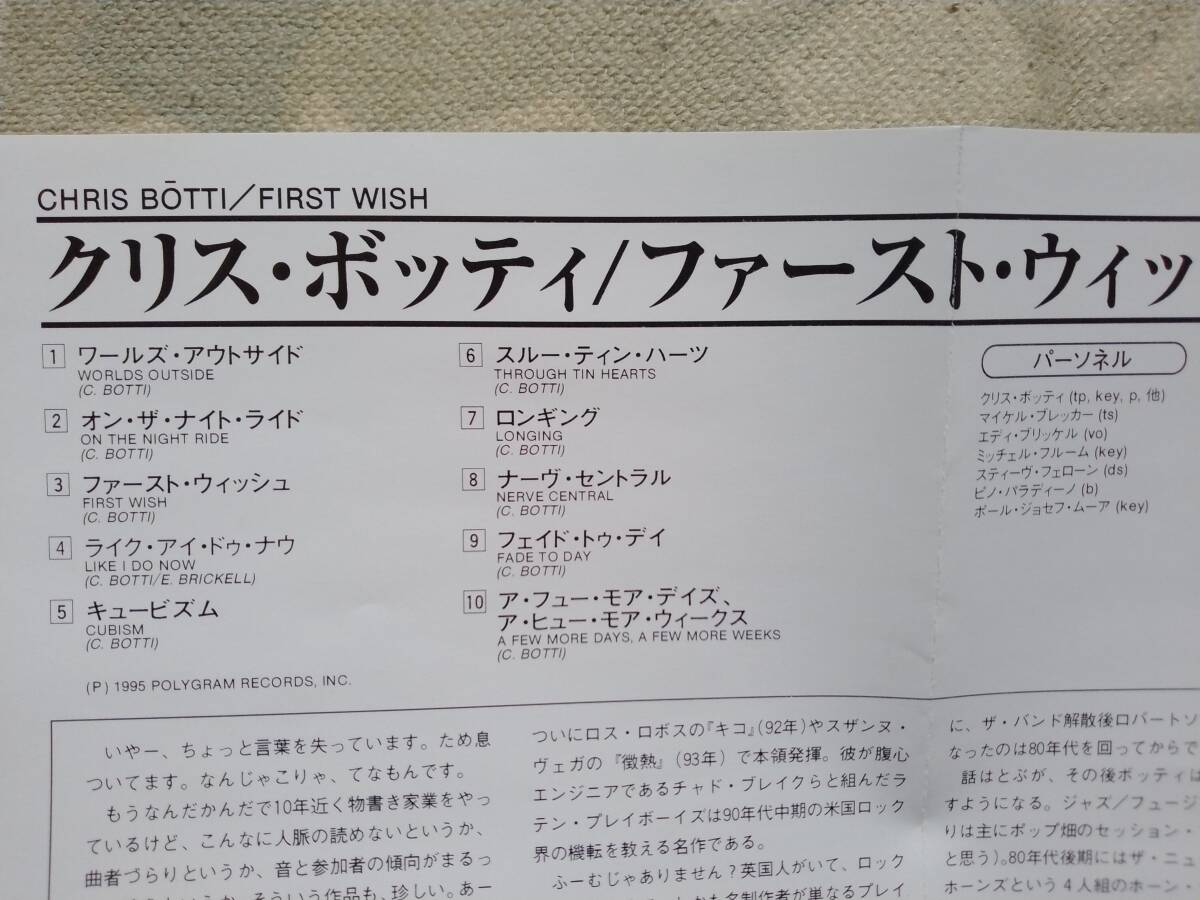 CHRIS BŌTTI／FIRST WISH
クリス・ボッティ/ファースト・ウィッ
1 ワールズ・アウトサイド
WORLDS OUTSIDE
(C. BOTTI)
2 オン・ザ・ナイト・ライド
ON THE NIGHT RIDE
(C. BOTTI)
3 ファースト・ウィッシュ
FIRST WISH
(C. BOTTI)
4 ライク・アイ・ドゥ・ナウ
LIKE I DO NOW
(C. BOTTI/E. BRICKELL)
5 キュービズム
CUBISM
(C. BOTTI)
6 スルー・ティン・ハーツ
THROUGH TIN HEARTS
(C. BOTTI)
7 ロンギング
LONGING
(C. BOTTI)
8 ナーヴ・セントラル
NERVE CENTRAL
(C. BOTTI)
9 フェイド・トゥ・デイ
FADE TO DAY
(C. BOTTI)
10 ア・フュー・モア・デイズ、
ア・ヒュー・モア・ウィークス
A FEW MORE DAYS, A FEW MORE WEEKS
(C. BOTTI)
パーソネル
クリス・ボッティ (tp, key, p, 他)
マイケル・ブレッカー (ts)
エディ・ブリッケル (vo)
ミッチェル・フルーム (key)
スティーヴ・フェローン (ds)
ピノ・パラディーノ (b)
ポール・ジョセフ・ムーア (key)
(P) 1995 POLYGRAM RECORDS, INC.
いやー、ちょっと言葉を失っています。ため息
ついてます。なんじゃこりゃ、てなもんです。
もうなんだかんだで10年近く物書き家業をやっ
ているけど、こんなに人脈の読めないというか、
曲者づらりというか、音と参加者の傾向がまるっ
そういう作品も、珍しい。あー
ついにロス・ロボスの『キコ』(92年)やスザンヌ・
ヴェガの『微熱』(93年) で本領発揮。彼が腹心
エンジニアであるチャド・ブレイクらと組んだラ
テン・プレイボーイズは90年代中期の米国ロック
界の機転を教える名作である。
ふーむじゃありません？英国人がいて、ロック
名制作者が単なるプレイ
に、ザ・バンド解散後ロバートソ
なったのは80年代を回ってからで
話はとぶが、その後ボッティは
すようになる。ジャズ／フュージ
りは主にポップ畑のセッション・
と思う)。80年代後期にはザ・ニュ
ホーンズという4人組のホーン・